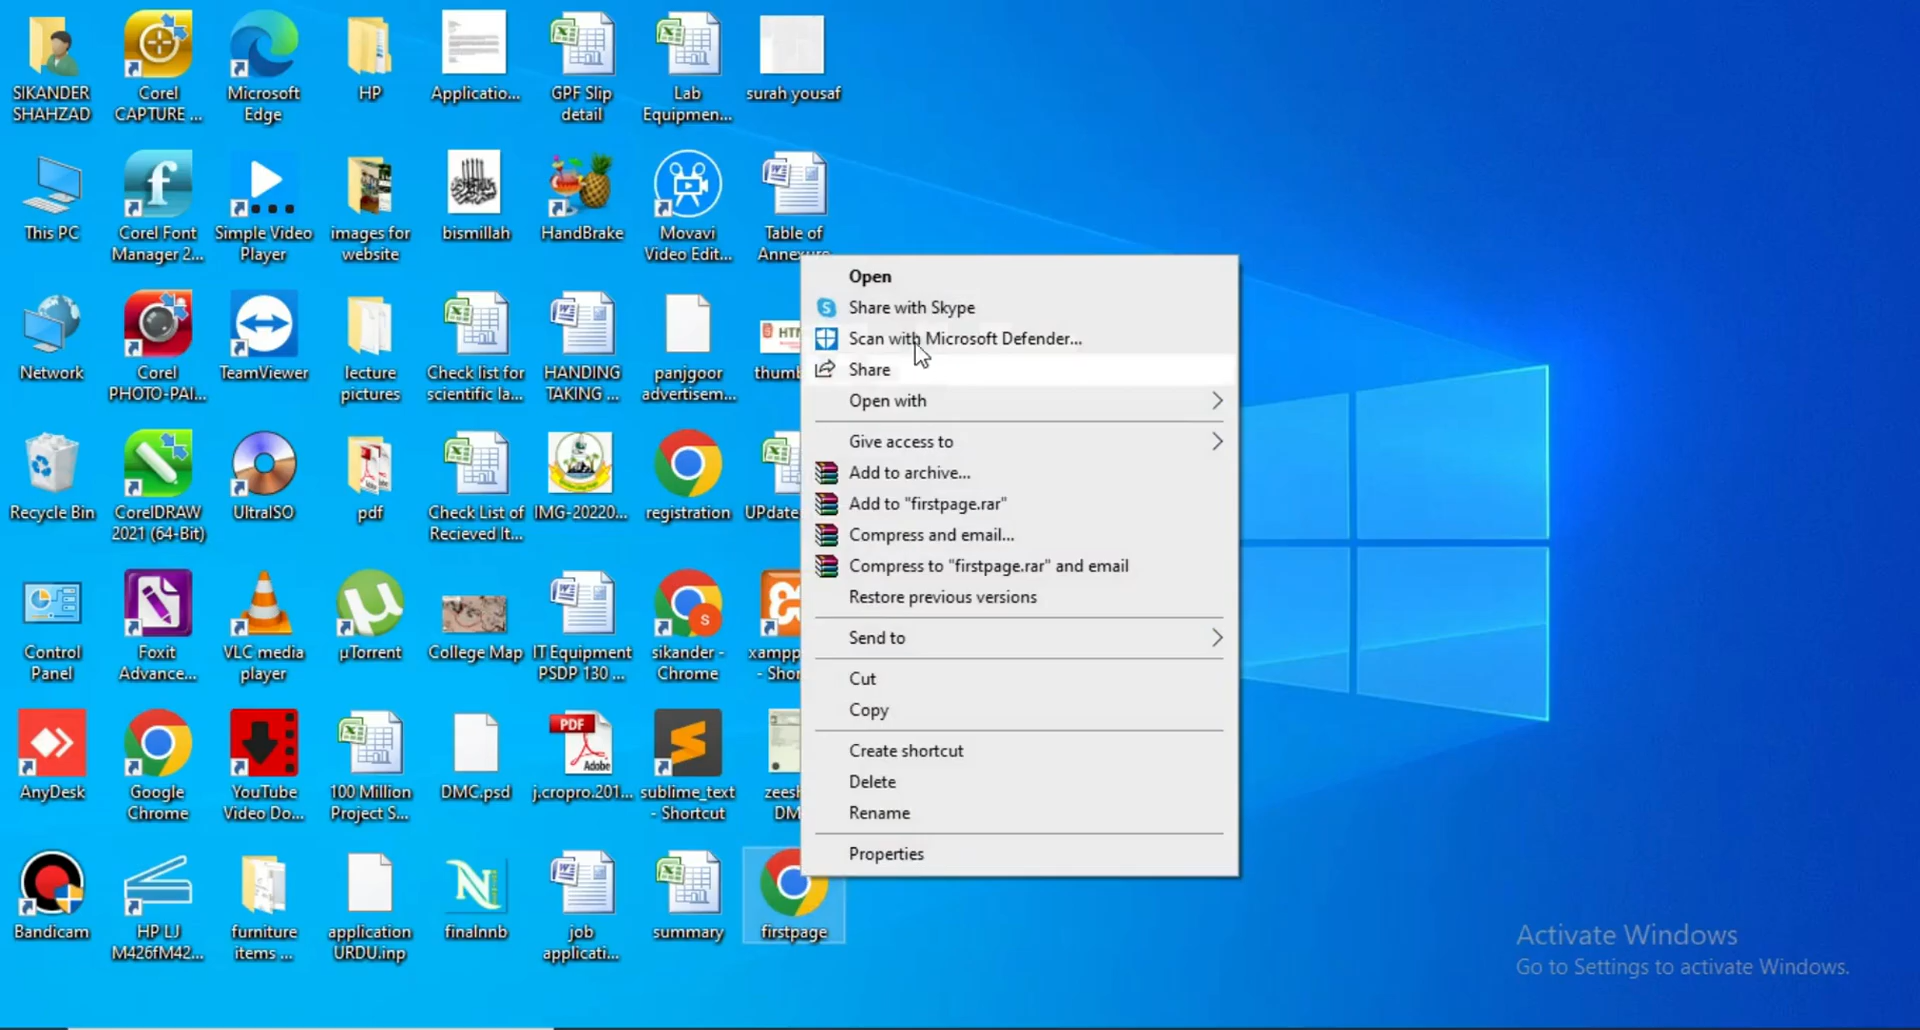 SIKANDER
SHAHZAD
Corel
CAPTURE ...
Microsoft
Edge
HP
Applicatio...
GPF Slip
detail
Lab
Equipmen...
surah yousaf
This PC
Corel Font
Manager 2...
Simple Video
Player
images for
website
bismillah
HandBrake
Movavi
Video Edit...
Table of
Annexure
Network
Corel
PHOTO-PAI...
TeamViewer
lecture
pictures
Check list for
scientific la...
HANDING
TAKING ...
panjgoor
advertisem...
HTM
thumb
Recycle Bin
CorelDRAW
2021 (64-Bit)
UltraISO
pdf
Check List of
Recieved It...
IMG-20220...
registration
UPdate
Control
Panel
Foxit
Advance...
VLC media
player
µTorrent
College Map
IT Equipment
PSDP 130 ...
S
sikander -
Chrome
xampp
- Shor
AnyDesk
Google
Chrome
YouTube
Video Do...
100 Million
Project S...
DMC.psd
PDF
Adobe
j.cropro.201...
sublime_text
- Shortcut
zeesh
DM
Bandicam
HP LJ
M426fM42...
furniture
items ...
application
URDU.inp
finalnnb
job
applicati...
summary
firstpage
Open
Share with Skype
Scan with Microsoft Defender...
Share
Open with
Give access to
Add to archive...
Add to "firstpage.rar"
Compress and email...
Compress to "firstpage.rar" and email
Restore previous versions
Send to
Cut
Copy
Create shortcut
Delete
Rename
Properties
Activate Windows
Go to Settings to activate Windows.